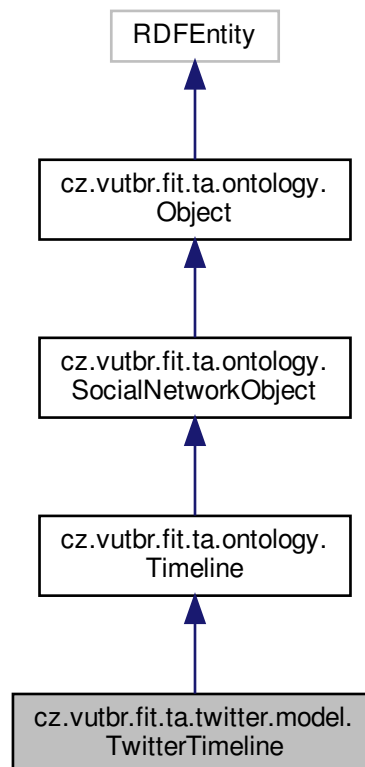 RDFEntity
cz.vutbr.fit.ta.ontology.
Object
cz.vutbr.fit.ta.ontology.
SocialNetworkObject
cz.vutbr.fit.ta.ontology.
Timeline
cz.vutbr.fit.ta.twitter.model.
TwitterTimeline